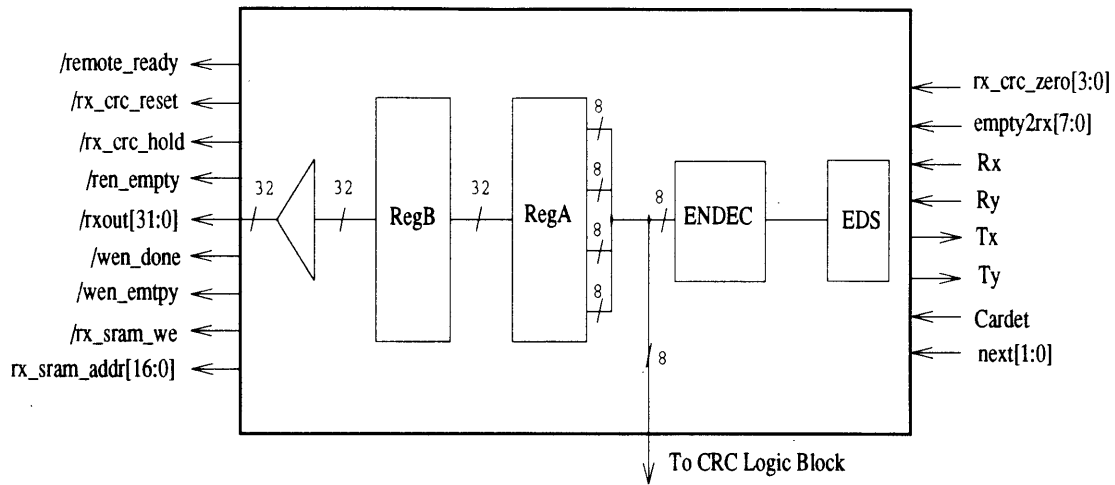 /remote_ready
/rx_crc_reset
/rx_crc_hold
/ren_empty
/rxout[31:0]
/wen_done
/wen_emtpy
/rx_sram_we
rx_sram_addr[16:0]
32
32
RegB
32
RegA
8
8
8
8
8
ENDEC
EDS
8
To CRC Logic Block
rx_crc_zero[3:0]
empty2rx[7:0]
Rx
Ry
Tx
Ty
Cardet
next[1:0]